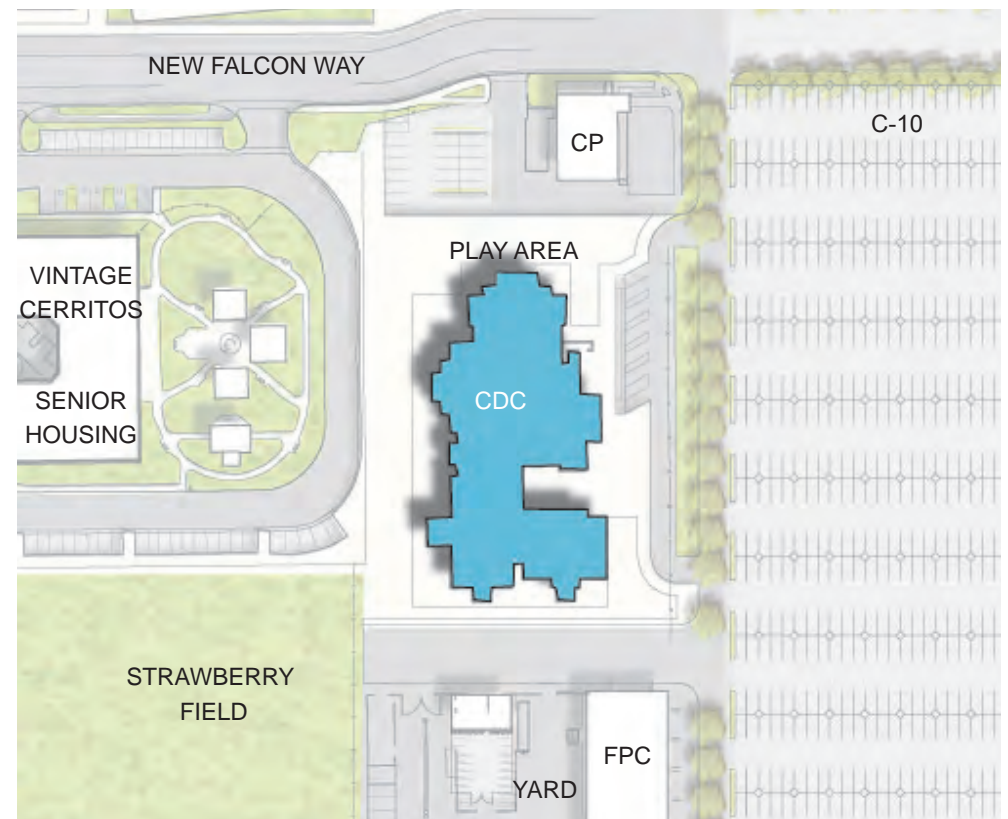 NEW FALCON WAY
C-10
CP
PLAY AREA
VINTAGE
CERRITOS
SENIOR
HOUSING
CDC
STRAWBERRY
FIELD
FPC
YARD